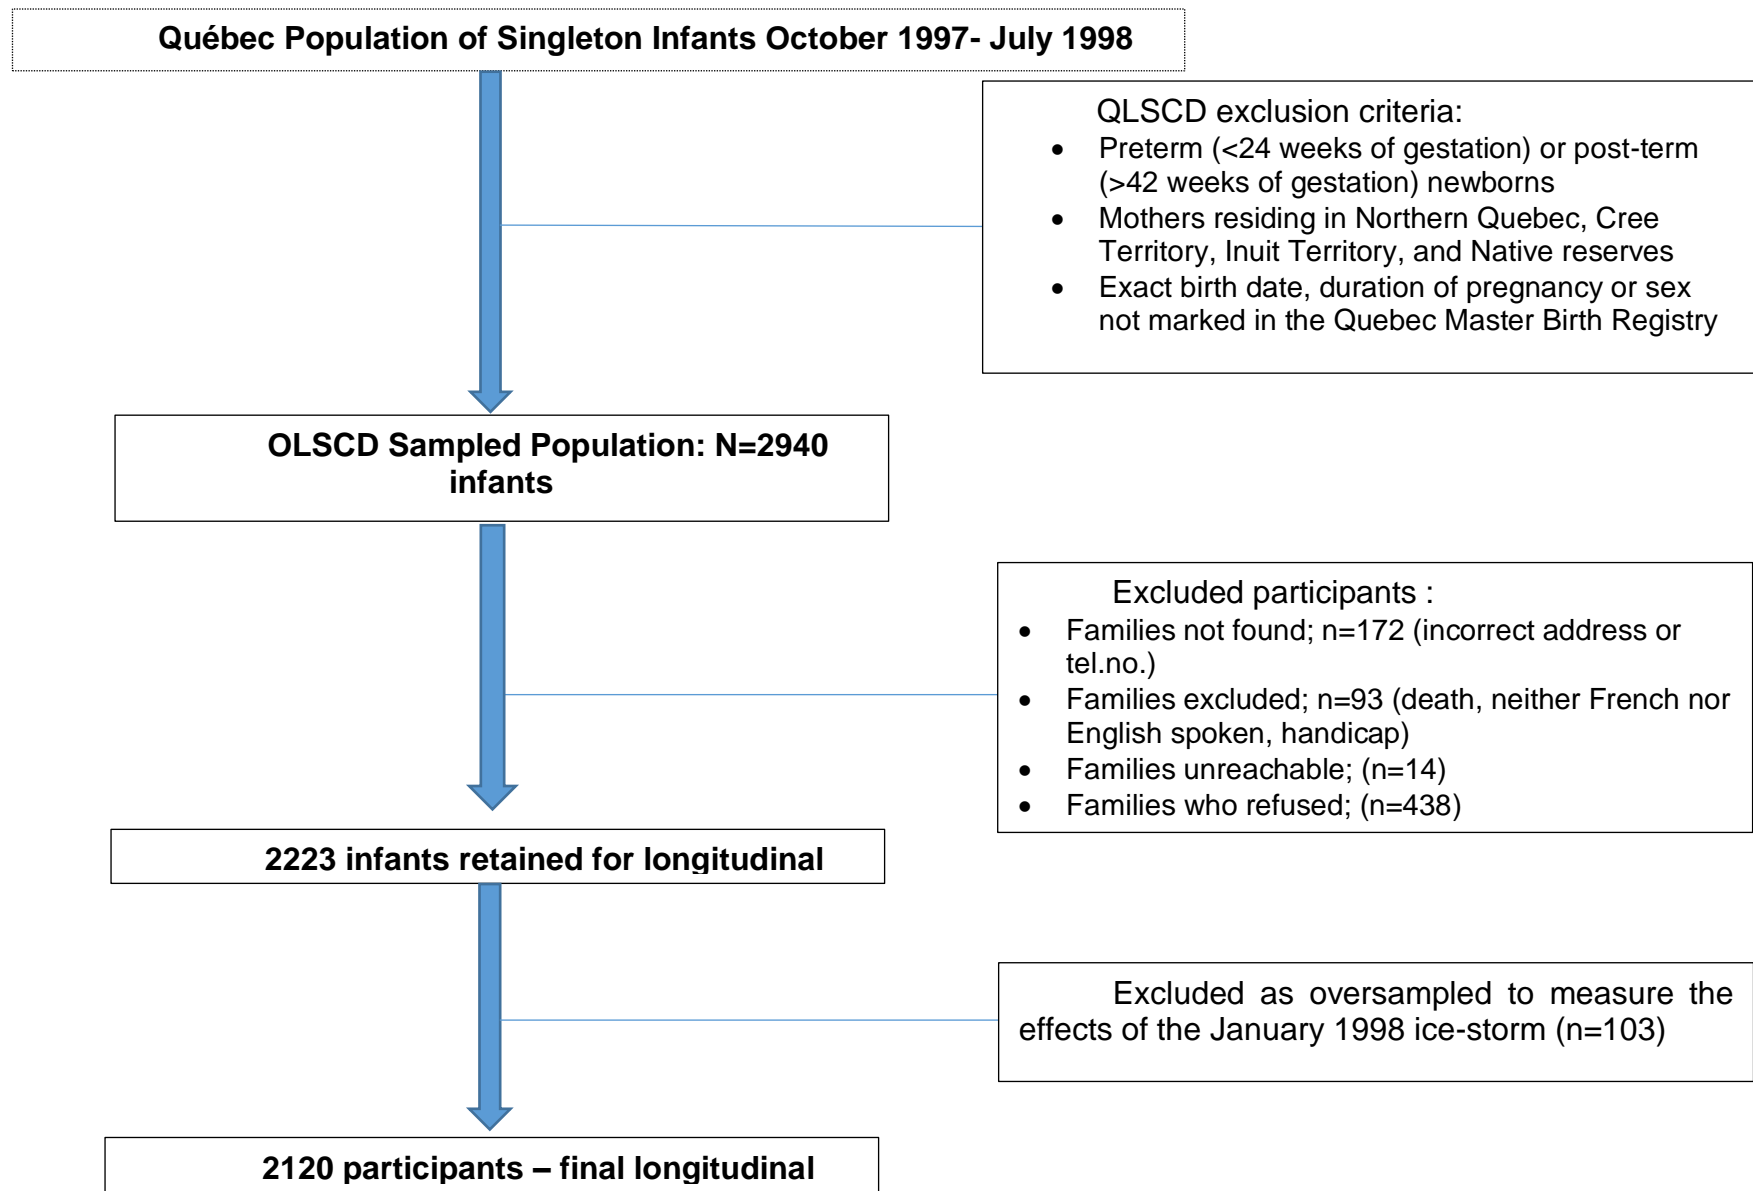 Québec Population of Singleton Infants October 1997- July 1998
QLSCD exclusion criteria:
• Preterm (<24 weeks of gestation) or post-term
(>42 weeks of gestation) newborns
• Mothers residing in Northern Quebec, Cree
Territory, Inuit Territory, and Native reserves
• Exact birth date, duration of pregnancy or sex
not marked in the Quebec Master Birth Registry
OLSCD Sampled Population: N=2940
infants
Excluded participants :
• Families not found; n=172 (incorrect address or
tel.no.)
• Families excluded; n=93 (death, neither French nor
English spoken, handicap)
• Families unreachable; (n=14)
• Families who refused; (n=438)
2223 infants retained for longitudinal
Excluded as oversampled to measure the
effects of the January 1998 ice-storm (n=103)
2120 participants – final longitudinal